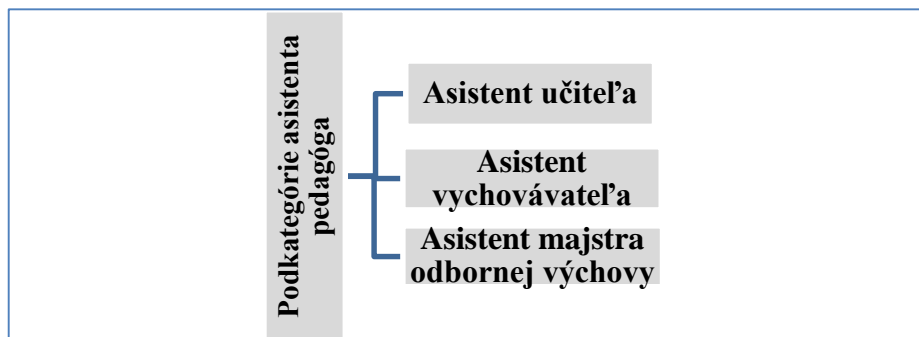 Podkategórie asistenta
pedagóga
Asistent učiteľa
Asistent
vychovávateľa
Asistent majstra
odbornej výchovy